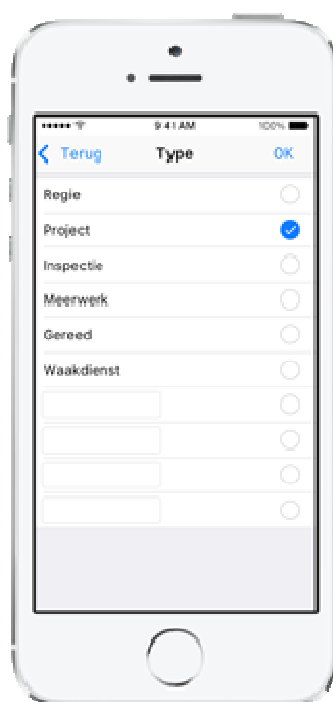 9:41 AM 100%
Terug Type OK
Regie
Project
Inspectie
Meerwerk
Gereed
Waakdienst